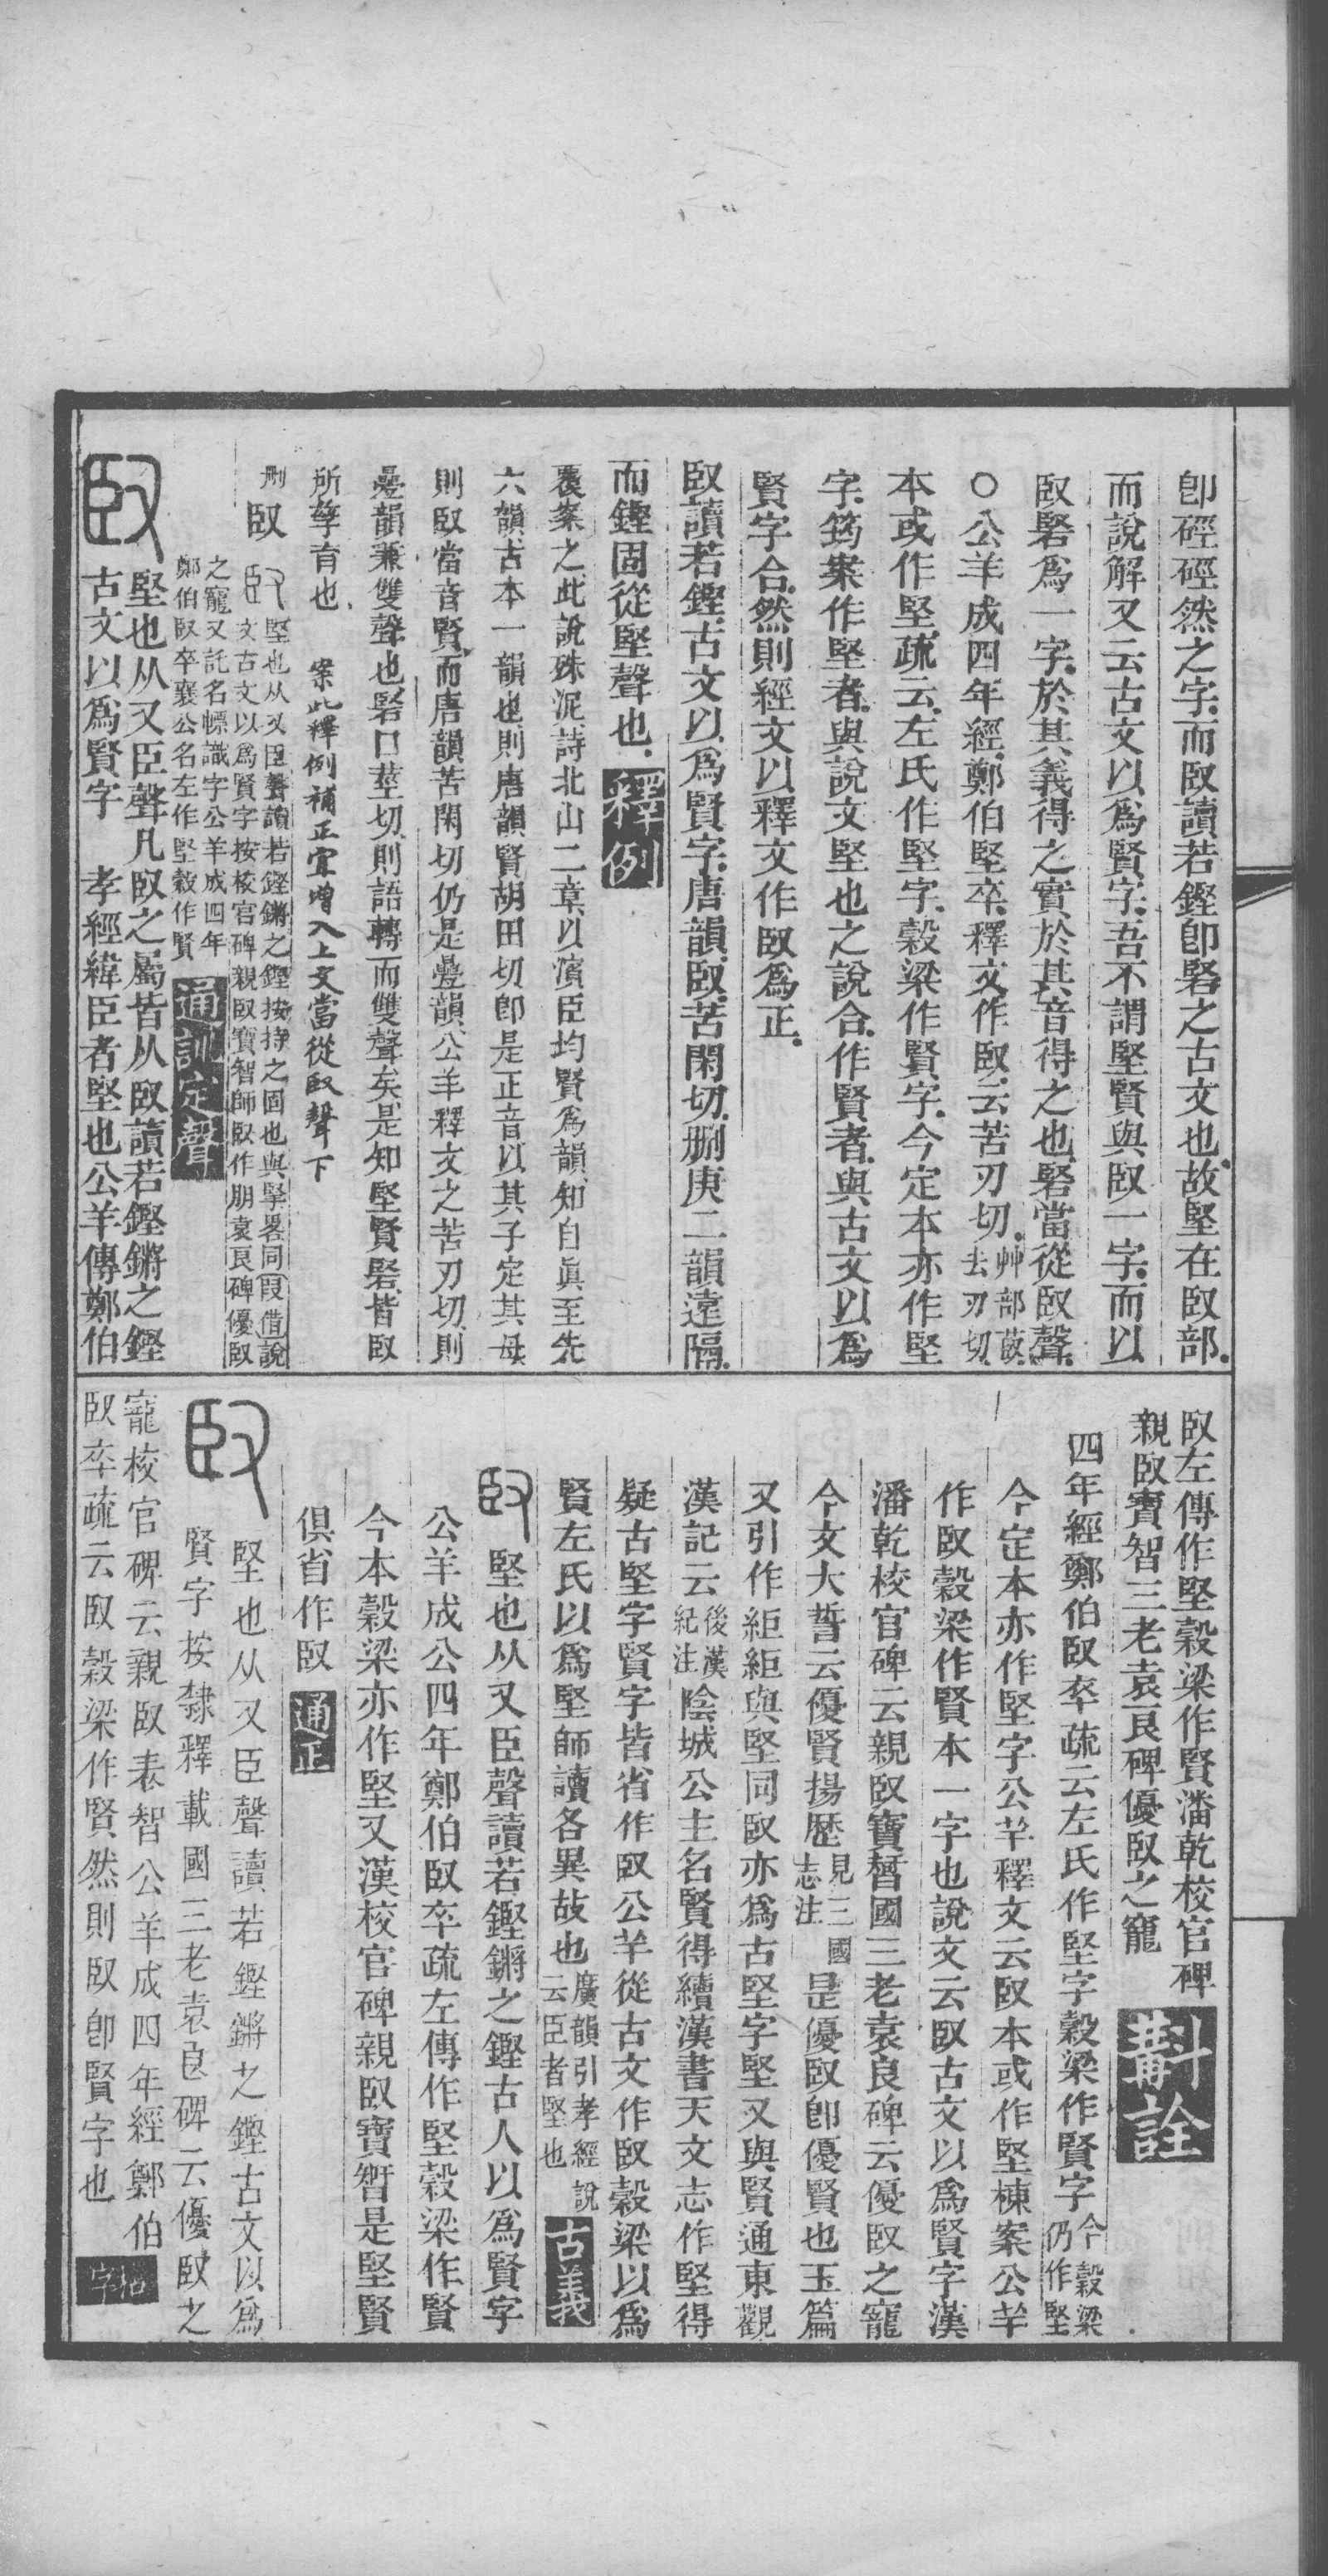 卽硜硜然之字而臤讀若鏗卽硻之古文也故堅在臤部
而說解又云古文以爲賢字吾不謂堅賢與臤一字而以
臤硻爲一字於其義得之實於其音得之也硻當從臤聲
○公羊成四年經鄭伯堅卒釋文作臤云苦刃切艸部菣去刃切
本或作堅疏云左氏作堅字穀梁作賢字今定本亦作堅
字筠案作堅者與說文堅也之說合作賢者與古文以爲
賢字合然則經文以釋文作臤爲正
臤讀若鏗古文以爲賢字唐韻臤苦閑切刪庚二韻遠隔
而鏗固從堅聲也釋例
覆案之此說殊泥詩北山二章以濱臣均賢爲韻知自眞至先
六韻古本一韻也則唐韻賢胡田切卽是正音以其子定其母
則臤當音賢而唐韻苦閑切仍是疊韻公羊釋文之苦刃切則
疊韻兼雙聲也硻口莖切則語轉而雙聲矣是知堅賢硻皆臤
所孳育也 案此釋例補正宜增入上文當從臤聲下
刪 臤 堅也从又臣聲讀若鏗鏘之鏗按持之固也與掔畧同叚借說
文古文以爲賢字按校官碑親臤寶智師臤作朋袁良碑優臤
之寵又託名幖識字公羊成四年
鄭伯臤卒襄公名左作堅穀作賢 通訓定聲
臤 堅也从又臣聲凡臤之屬皆从臤讀若鏗鏘之鏗
古文以爲賢字 孝經緯臣者堅也公羊傳鄭伯
臤左傳作堅穀梁作賢潘乾校官碑
親臤寶智三老袁良碑優臤之寵 斠詮
四年經鄭伯臤卒疏云左氏作堅字穀梁作賢字今穀梁仍作堅
今定本亦作堅字公羊釋文云臤本或作堅棟案公羊
作臤穀梁作賢本一字也說文云臤古文以爲賢字漢
潘乾校官碑云親臤寶智國三老袁良碑云優臤之寵
今文大誓云優賢揚歷見三國志注是優臤卽優賢也玉篇
又引作絚絚與堅同臤亦爲古堅字堅又與賢通東觀
漢記云後漢紀注陰城公主名賢得續漢書天文志作堅得
疑古堅字賢字皆省作臤公羊從古文作臤穀梁以爲
賢左氏以爲堅師讀各異故也廣韻引孝經說云臣者堅也 古義
臤 堅也从又臣聲讀若鏗鏘之鏗古人以爲賢字
公羊成公四年鄭伯臤卒疏左傳作堅穀梁作賢
今本穀梁亦作堅又漢校官碑親臤寶智是堅賢
俱省作臤 通正
臤 堅也从又臣聲讀若鏗鏘之鏗古文以爲
賢字按隸釋載國三老袁良碑云優臤之
寵校官碑云親臤表智公羊成四年經鄭伯
臤卒疏云臤穀梁作賢然則臤卽賢字也